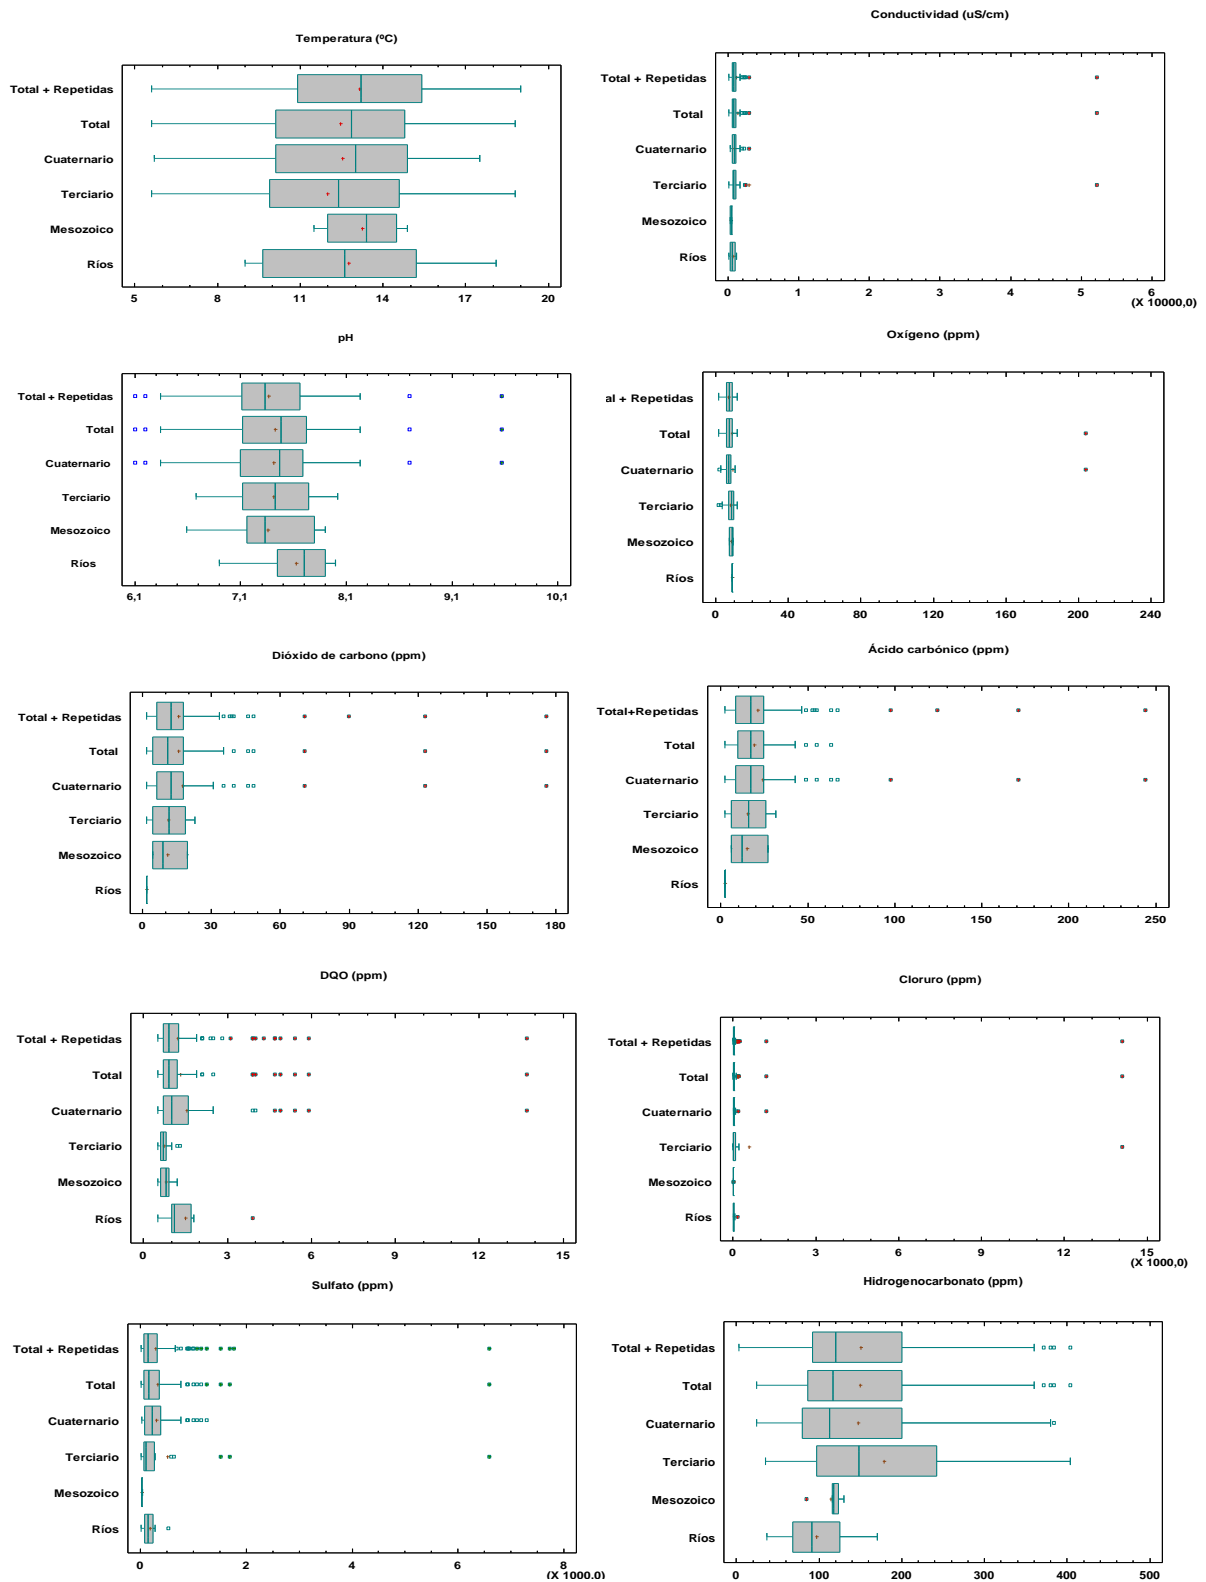 Temperatura (ºC)
Total + Repetidas
Total
Cuaternario
Terciario
Mesozoico
Ríos
5 8 11 14 17 20
Conductividad (uS/cm)
Total + Repetidas
Total
Cuaternario
Terciario
Mesozoico
Ríos
0 1 2 3 4 5 6
(X 10000,0)
pH
Total + Repetidas
Total
Cuaternario
Terciario
Mesozoico
Ríos
6,1 7,1 8,1 9,1 10,1
Oxígeno (ppm)
al + Repetidas
Total
Cuaternario
Terciario
Mesozoico
Ríos
0 40 80 120 160 200 240
Dióxido de carbono (ppm)
Total + Repetidas
Total
Cuaternario
Terciario
Mesozoico
Ríos
0 30 60 90 120 150 180
Ácido carbónico (ppm)
Total+Repetidas
Total
Cuaternario
Terciario
Mesozoico
Ríos
0 50 100 150 200 250
DQO (ppm)
Total + Repetidas
Total
Cuaternario
Terciario
Mesozoico
Ríos
0 3 6 9 12 15
Cloruro (ppm)
Total + Repetidas
Total
Cuaternario
Terciario
Mesozoico
Ríos
0 3 6 9 12 15
(X 1000,0)
Sulfato (ppm)
Total + Repetidas
Total
Cuaternario
Terciario
Mesozoico
Ríos
0 2 4 6 8
(X 1000,0)
Hidrogenocarbonato (ppm)
Total + Repetidas
Total
Cuaternario
Terciario
Mesozoico
Ríos
0 100 200 300 400 500